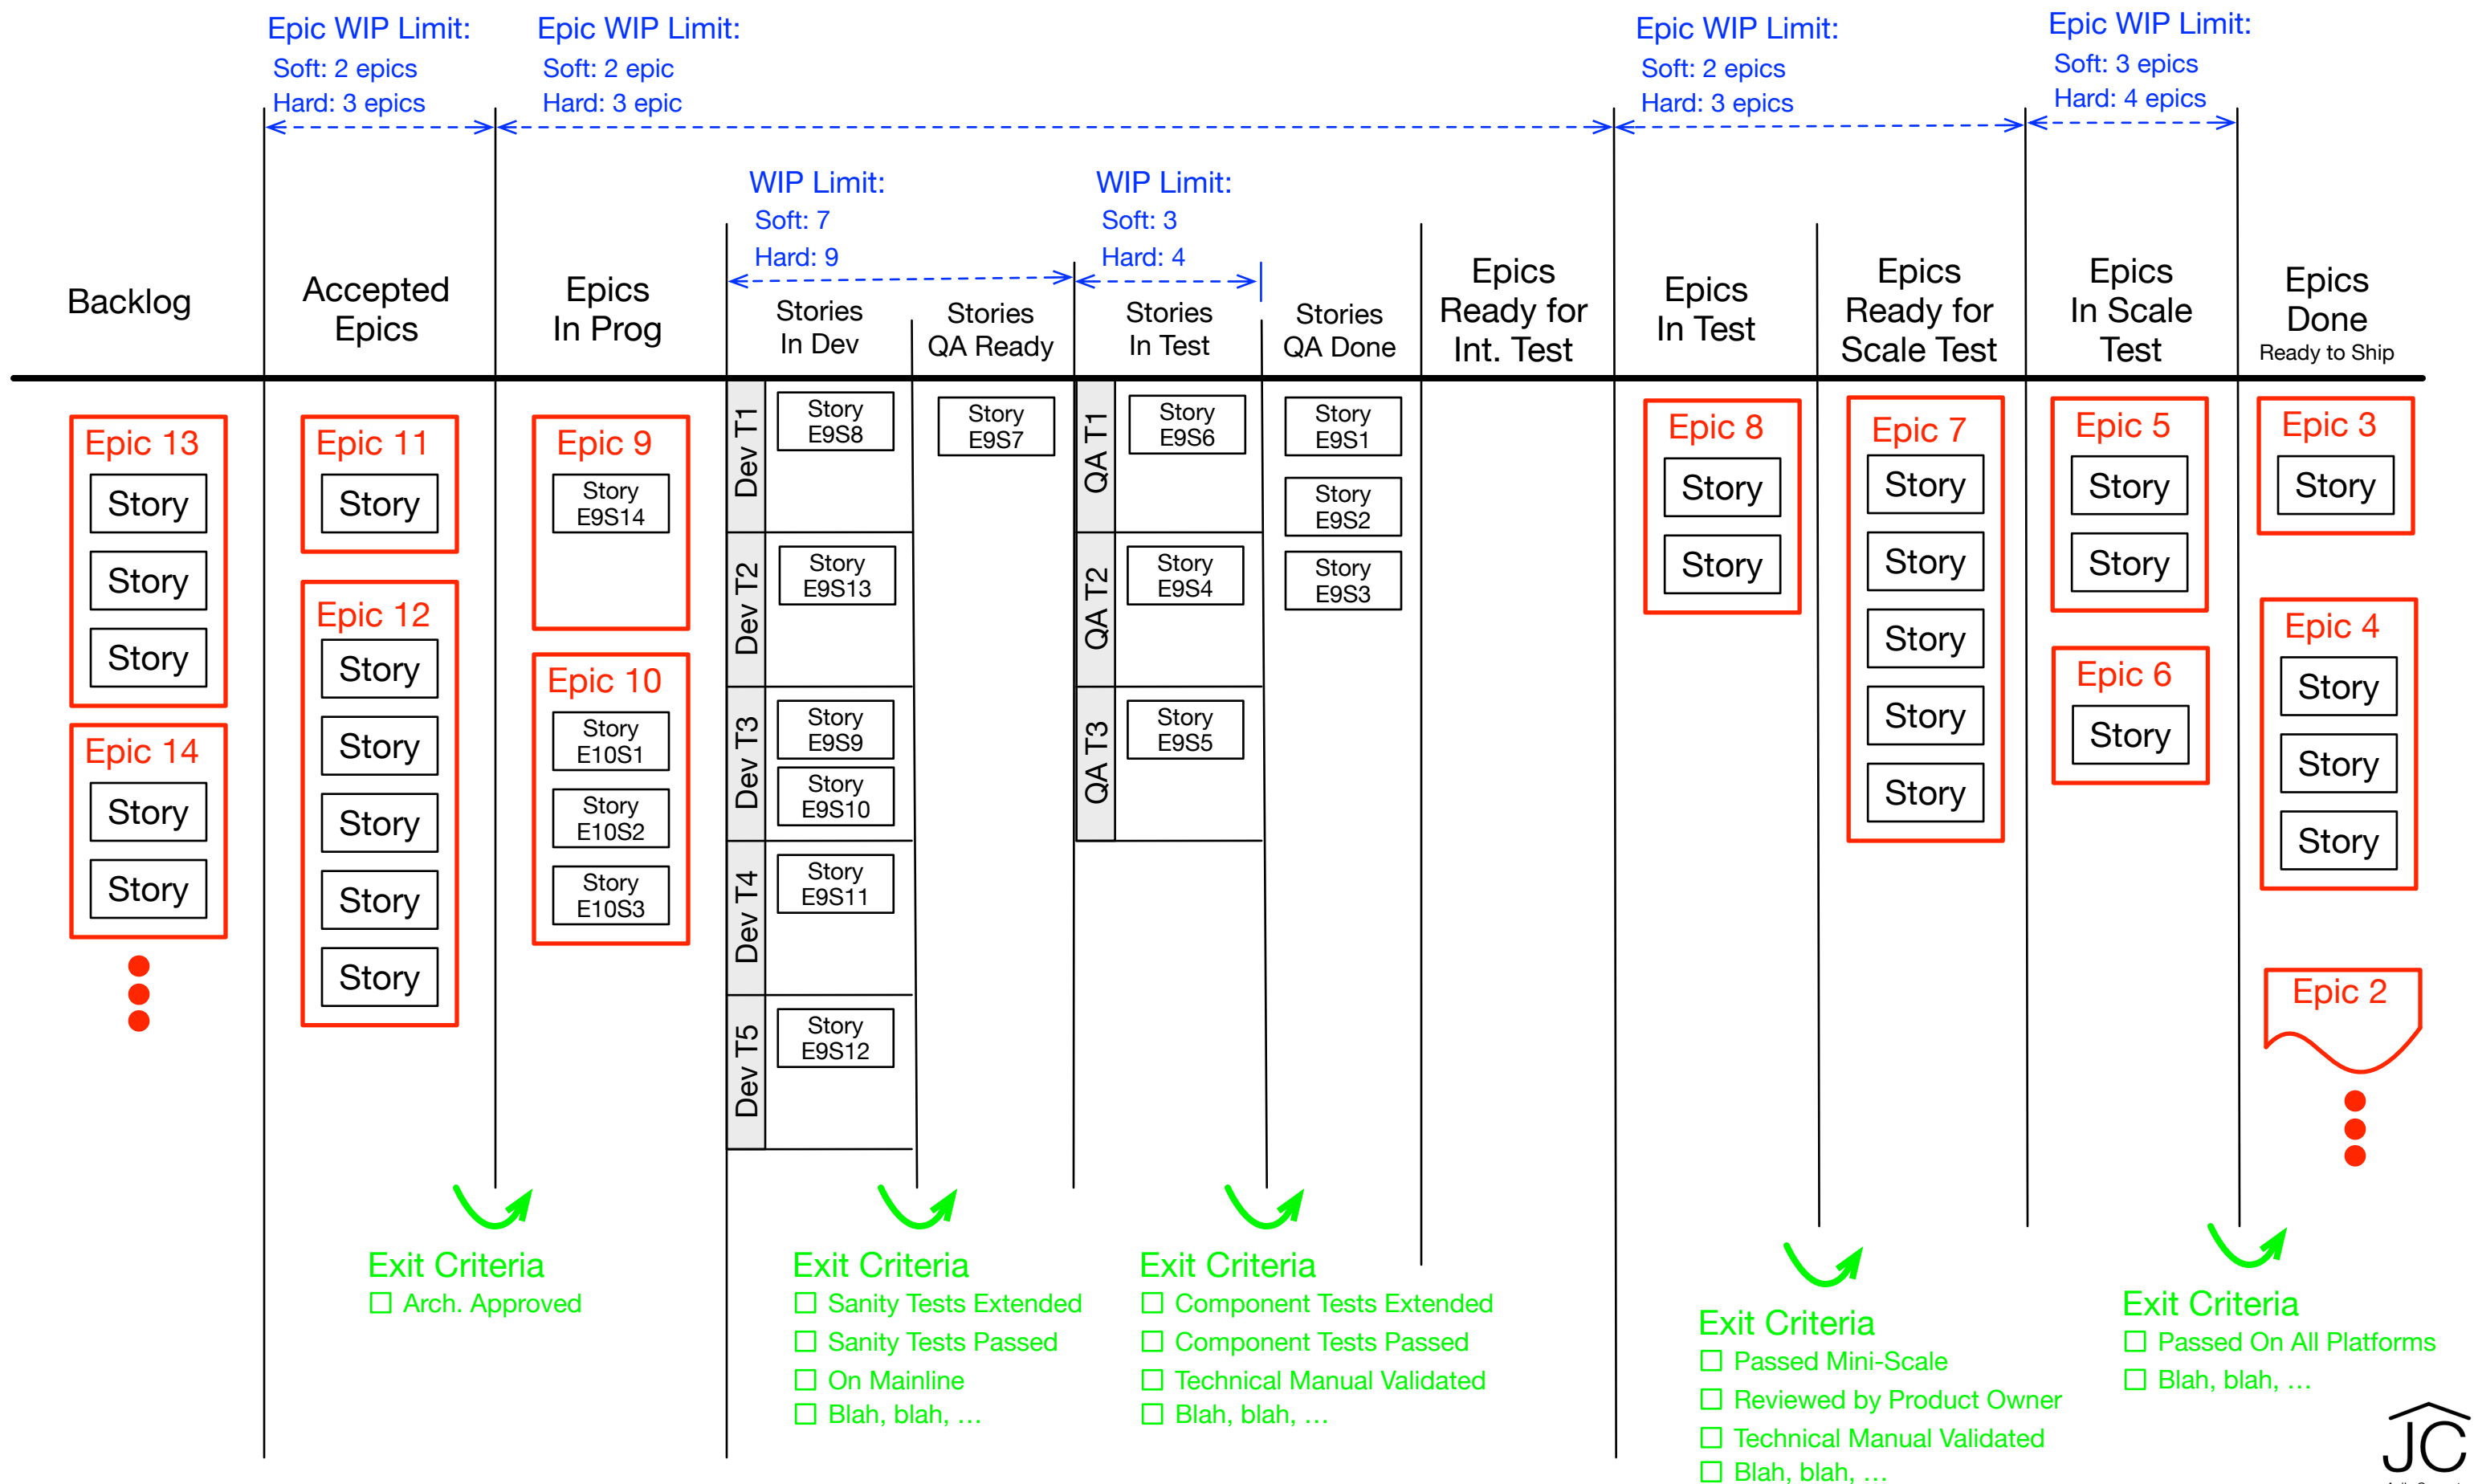 Epic WIP Limit:
Soft: 2 epics
Hard: 3 epics
Epic WIP Limit:
Soft: 2 epic
Hard: 3 epic
Epic WIP Limit:
Soft: 2 epics
Hard: 3 epics
Epic WIP Limit:
Soft: 3 epics
Hard: 4 epics
WIP Limit:
Soft: 7
Hard: 9
WIP Limit:
Soft: 3
Hard: 4
Backlog
Accepted
Epics
Epics
In Prog
Stories
In Dev
Stories
QA Ready
Stories
In Test
Stories
QA Done
Epics
Ready for
Int. Test
Epics
In Test
Epics
Ready for
Scale Test
Epics
In Scale
Test
Epics
Done
Ready to Ship
Epic 13
Story
Story
Story
Epic 14
Story
Story
Epic 11
Story
Epic 12
Story
Story
Story
Story
Story
Epic 9
Story
E9S14
Epic 10
Story
E10S1
Story
E10S2
Story
E10S3
Dev T1
Story
E9S8
Dev T2
Story
E9S13
Dev T3
Story
E9S9
Story
E9S10
Dev T4
Story
E9S11
Dev T5
Story
E9S12
Story
E9S7
QA T1
Story
E9S6
QA T2
Story
E9S4
QA T3
Story
E9S5
Story
E9S1
Story
E9S2
Story
E9S3
Epic 8
Story
Story
Epic 7
Story
Story
Story
Story
Story
Epic 5
Story
Story
Epic 6
Story
Epic 3
Story
Epic 4
Story
Story
Story
Epic 2
Exit Criteria
Arch. Approved
Exit Criteria
Sanity Tests Extended
Sanity Tests Passed
On Mainline
Blah, blah, …
Exit Criteria
Component Tests Extended
Component Tests Passed
Technical Manual Validated
Blah, blah, …
Exit Criteria
Passed Mini-Scale
Reviewed by Product Owner
Technical Manual Validated
Blah, blah, …
Exit Criteria
Passed On All Platforms
Blah, blah, …
JC